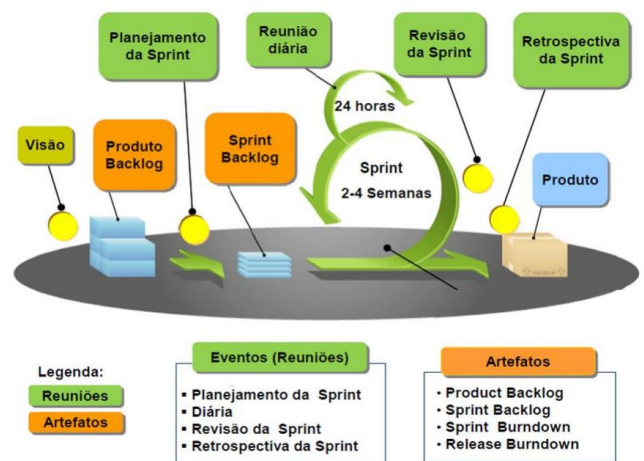 Planejamento
da Sprint
Reunião
diária
Revisão
da Sprint
Retrospectiva
da Sprint
24 horas
Visão
Produto
Backlog
Sprint
Backlog
Sprint
2-4 Semanas
Produto
Legenda:
Reuniões
Artefatos
Eventos (Reuniões)
▪ Planejamento da Sprint
▪ Diária
▪ Revisão da Sprint
▪ Retrospectiva da Sprint
Artefatos
• Product Backlog
• Sprint Backlog
• Sprint Burndown
• Release Burndown